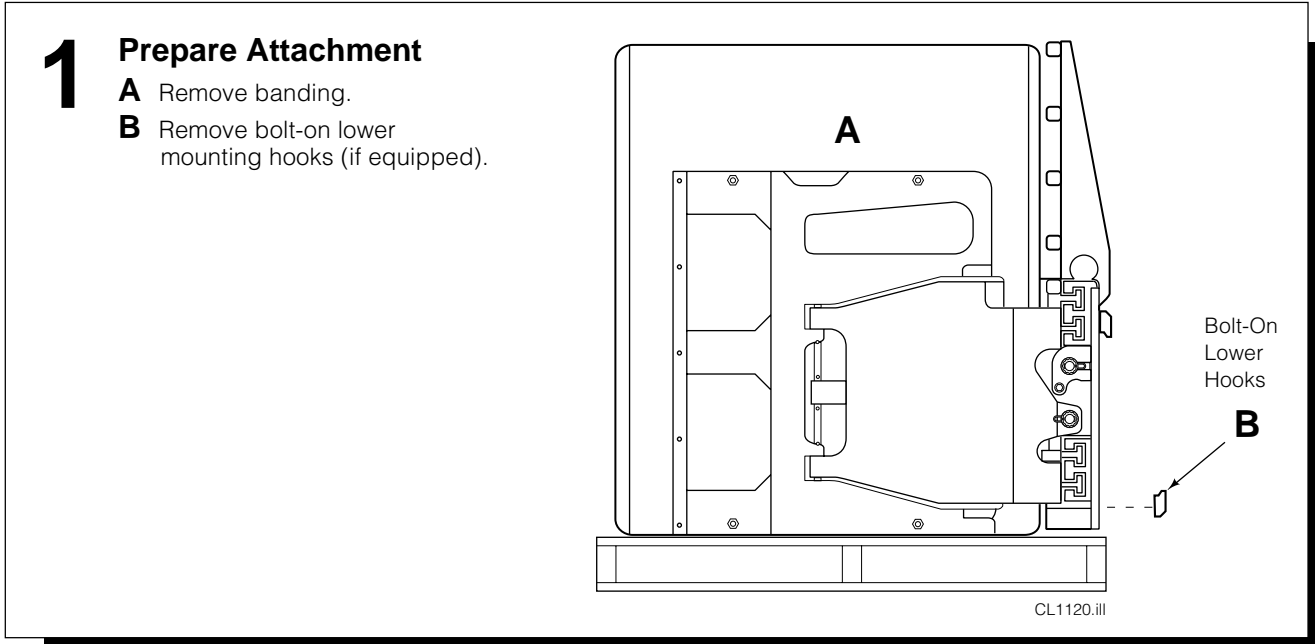 1
Prepare Attachment
A Remove banding.
B Remove bolt-on lower
mounting hooks (if equipped).
A
Bolt-On
Lower
Hooks
B
CL1120.ill